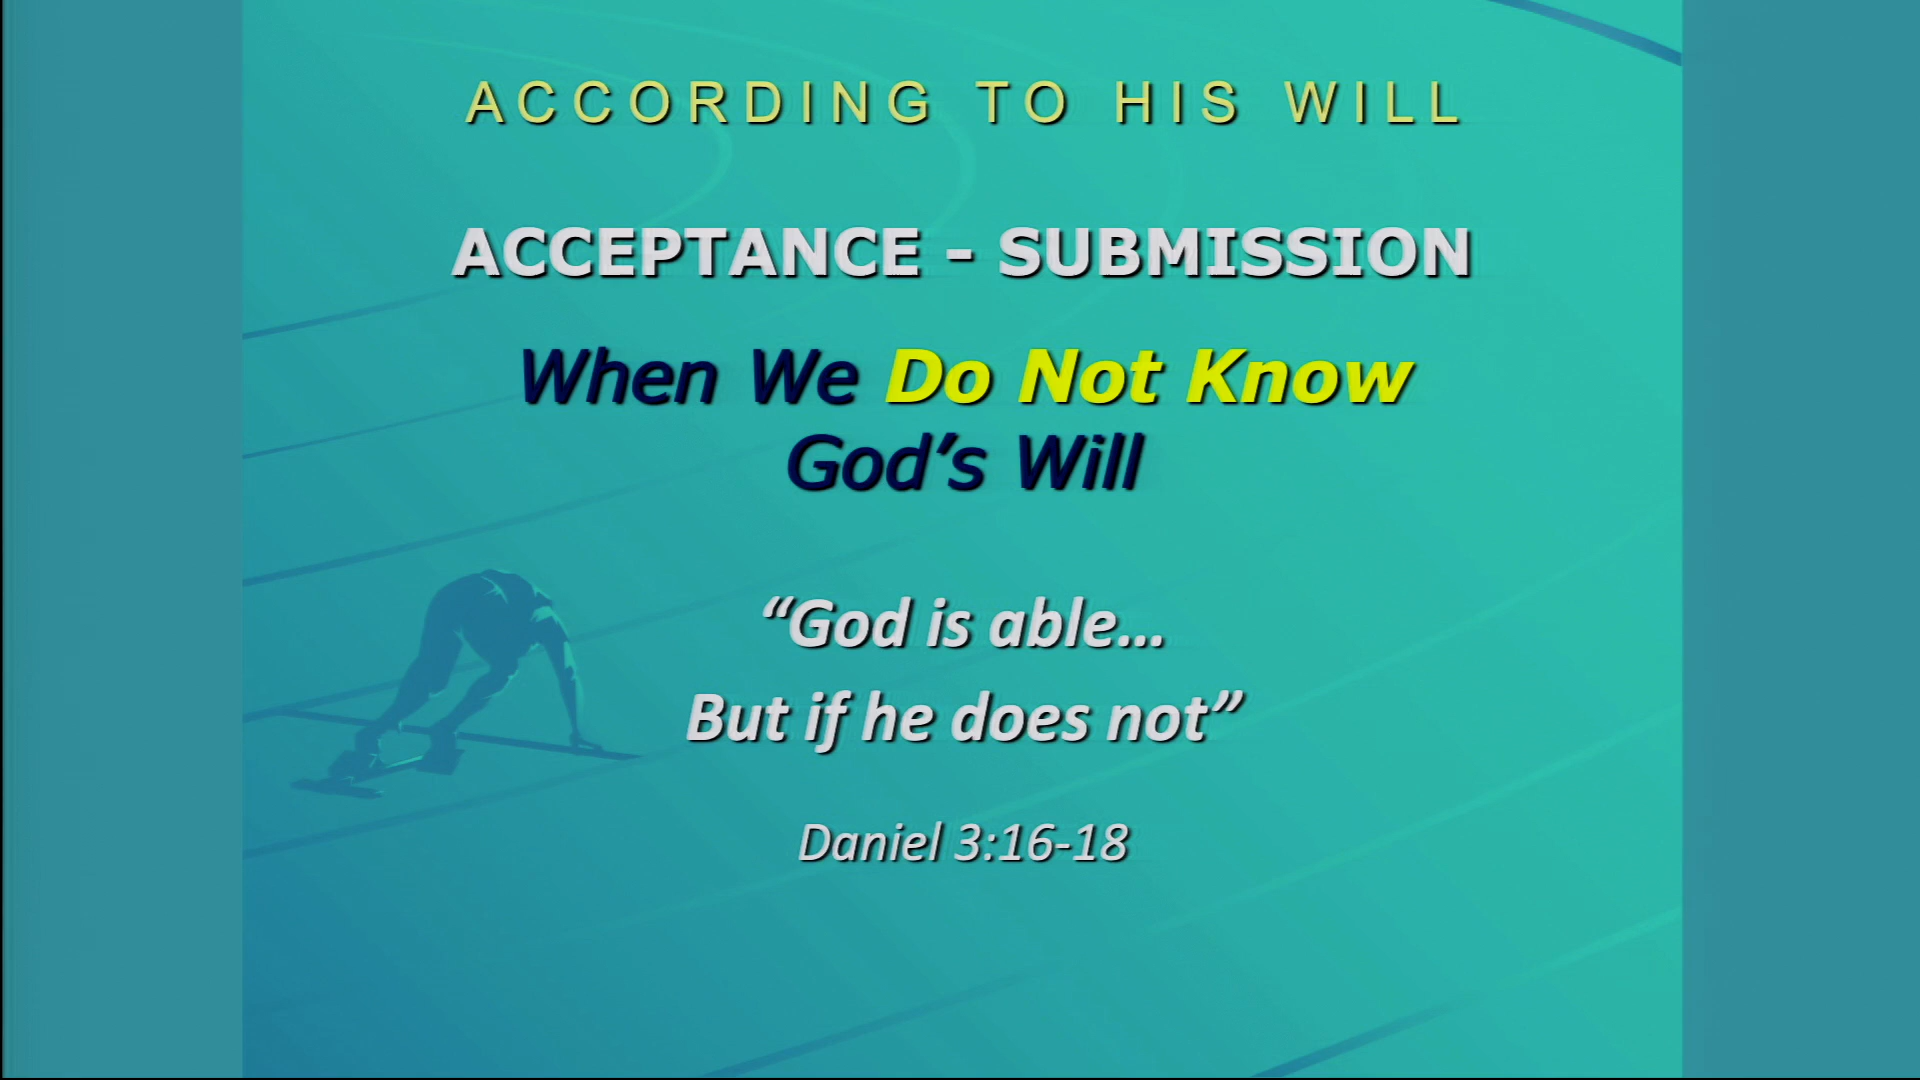 ACCORDING TO HIS WILL
ACCEPTANCE - SUBMISSION
When We Do Not Know
God’s Will
“God is able…
But if he does not”
Daniel 3:16-18